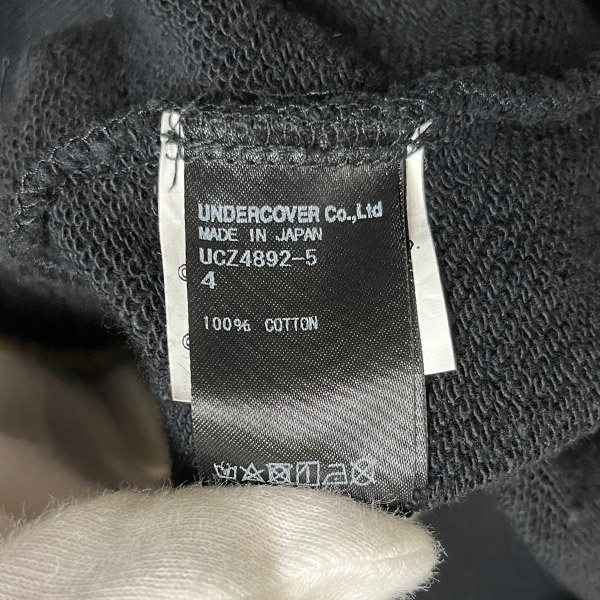 UNDERCOVER Co.,Ltd
MADE IN JAPAN
UCZ4892-5
4
100% COTTON